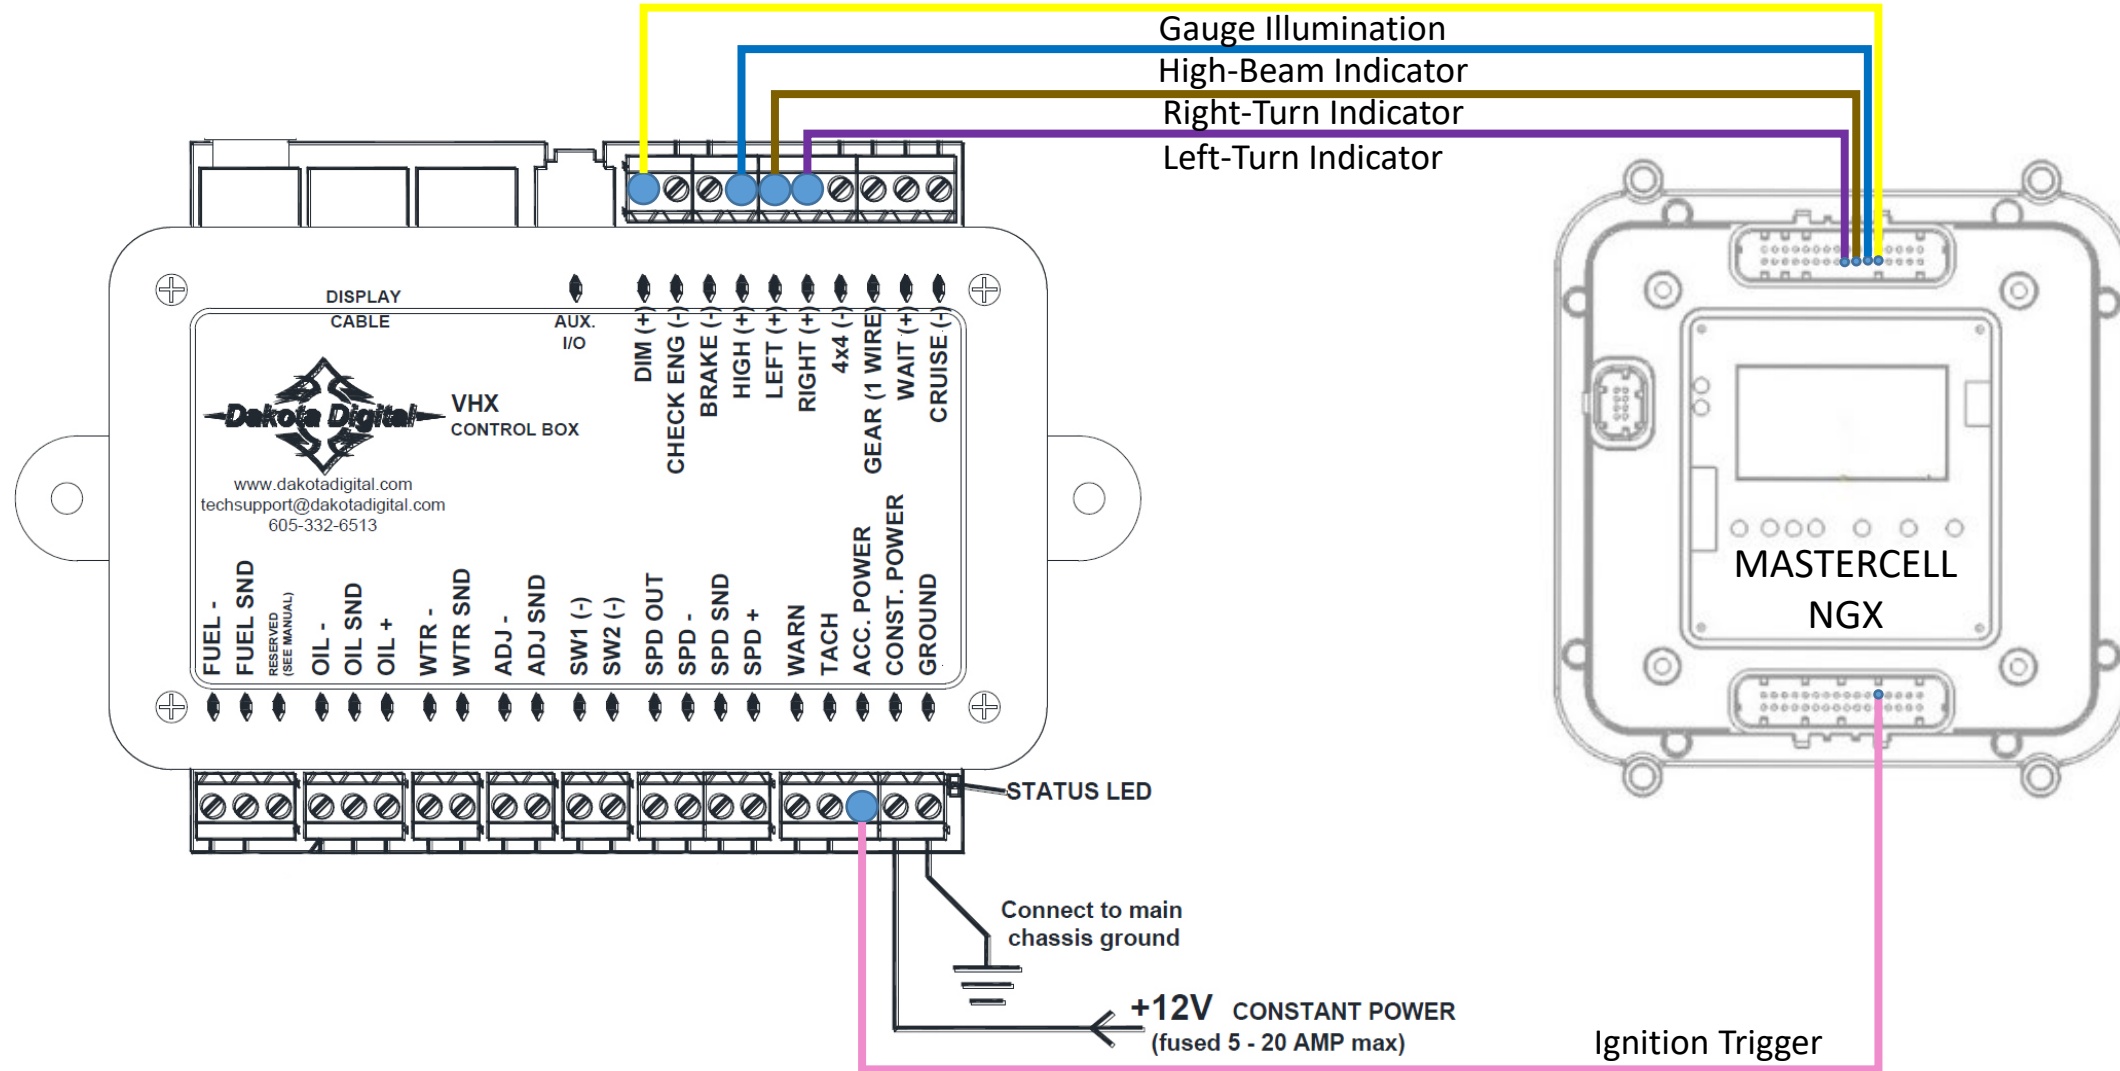 Gauge Illumination
High-Beam Indicator
Right-Turn Indicator
Left-Turn Indicator
DISPLAY
CABLE
AUX.
I/O
DIM (+)
CHECK ENG (-)
BRAKE (-)
HIGH (+)
LEFT (+)
RIGHT (+)
4x4 (-)
GEAR (1 WIRE)
WAIT (+)
CRUISE (-)
Dakota Digital
VHX
CONTROL BOX
www.dakotadigital.com
techsupport@dakotadigital.com
605-332-6513
FUEL -
FUEL SND
RESERVED
(SEE MANUAL)
OIL -
OIL SND
OIL +
WTR -
WTR SND
ADJ -
ADJ SND
SW1 (-)
SW2 (-)
SPD OUT
SPD -
SPD SND
SPD +
WARN
TACH
ACC. POWER
CONST. POWER
GROUND
MASTERCELL
NGX
STATUS LED
Connect to main
chassis ground
+12V CONSTANT POWER
(fused 5 - 20 AMP max)
Ignition Trigger